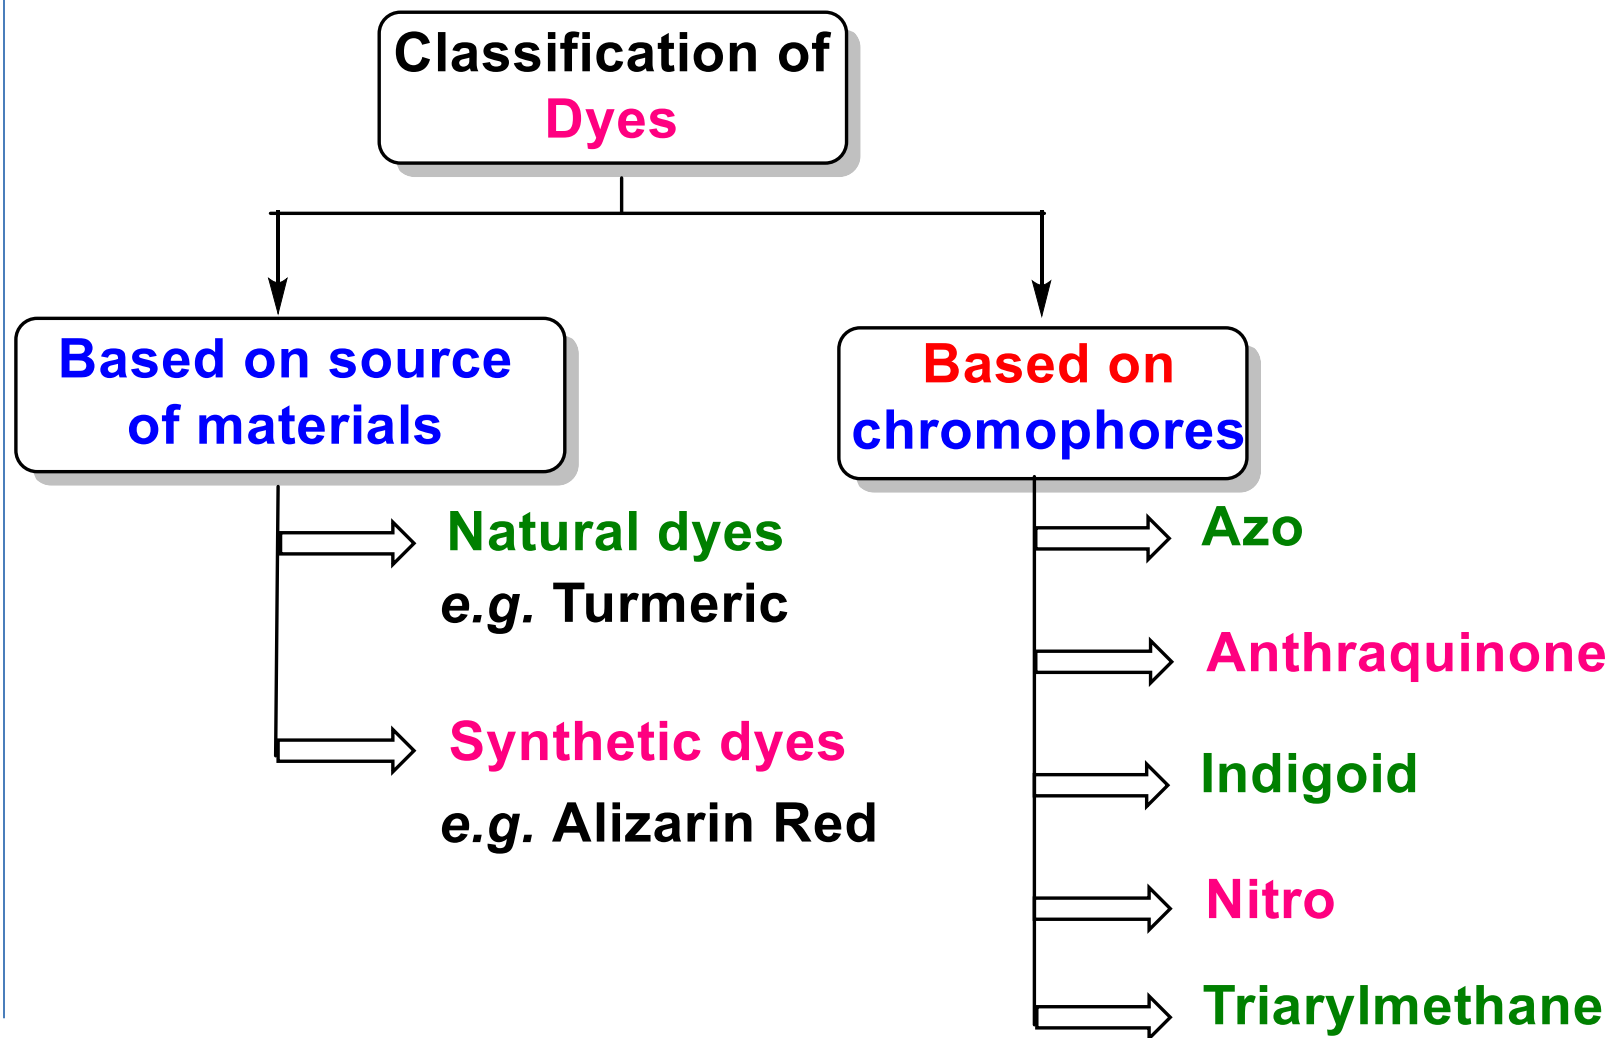 Classification of
Dyes
Based on source
of materials
Natural dyes
e.g. Turmeric
Synthetic dyes
e.g. Alizarin Red
Based on
chromophores
Azo
Anthraquinone
Indigoid
Nitro
Triarylmethane